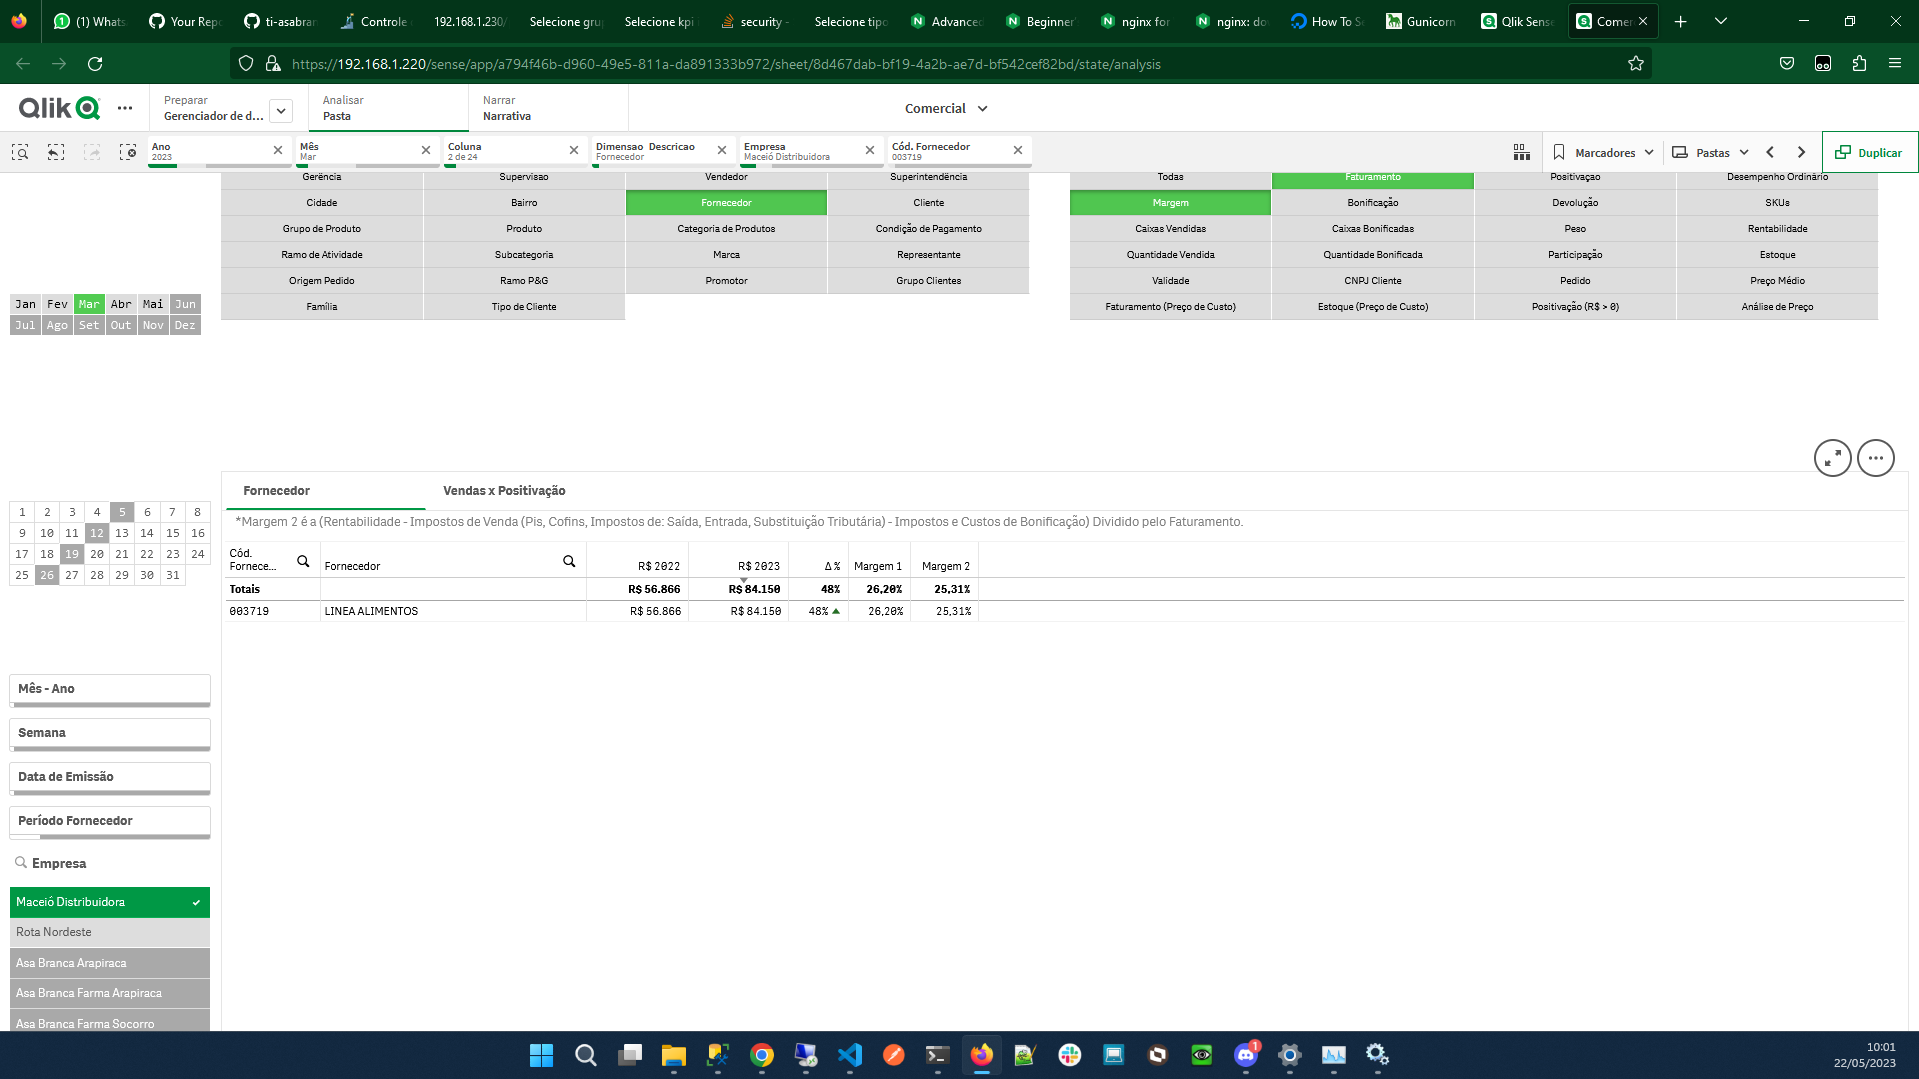 (1) Whats
Your Repo
ti-asabran
Controle
192.168.1.230/
Selecione gru
Selecione kpi
security -
Selecione tipo
Advanced
Beginner'
nginx for
nginx: do
How To Se
Gunicorn
Qlik Sense
Comer
https://192.168.1.220/sense/app/a794f46b-d960-49e5-811a-da891333b972/sheet/8d467dab-bf19-4a2b-ae7d-bf542cef82bd/state/analysis
Qlik
Preparar
Gerenciador de d...
Analisar
Pasta
Narrar
Narrativa
Comercial
Ano
2023
Mês
Mar
Coluna
2 de 24
Dimensao_Descricao
Fornecedor
Empresa
Maceió Distribuidora
Cód. Fornecedor
003719
Marcadores
Pastas
Duplicar
Gerência Supervisao Vendedor Superintendência
Cidade Bairro Fornecedor Cliente
Grupo de Produto Produto Categoria de Produtos Condição de Pagamento
Ramo de Atividade Subcategoria Marca Representante
Origem Pedido Ramo P&G Promotor Grupo Clientes
Família Tipo de Cliente
Todas Faturamento Positivação Desempenho Ordinário
Margem Bonificação Devolução SKUs
Caixas Vendidas Caixas Bonificadas Peso Rentabilidade
Quantidade Vendida Quantidade Bonificada Participação Estoque
Validade CNPJ Cliente Pedido Preço Médio
Faturamento (Preço de Custo) Estoque (Preço de Custo) Positivação (R$ > 0) Análise de Preço
Jan Fev Mar Abr Mai Jun
Jul Ago Set Out Nov Dez
1 2 3 4 5 6 7 8
9 10 11 12 13 14 15 16
17 18 19 20 21 22 23 24
25 26 27 28 29 30 31
Mês - Ano
Semana
Data de Emissão
Período Fornecedor
Empresa
Maceió Distribuidora
Rota Nordeste
Asa Branca Arapiraca
Asa Branca Farma Arapiraca
Asa Branca Farma Socorro
Fornecedor Vendas x Positivação
*Margem 2 é a (Rentabilidade - Impostos de Venda (Pis, Cofins, Impostos de: Saída, Entrada, Substituição Tributária) - Impostos e Custos de Bonificação) Dividido pelo Faturamento.
Cód.
Fornece... Fornecedor R$ 2022 R$ 2023 Δ % Margem 1 Margem 2
Totais R$ 56.866 R$ 84.150 48% 26,20% 25,31%
003719 LINEA ALIMENTOS R$ 56.866 R$ 84.150 48% ▲ 26,20% 25,31%
1
10:01
22/05/2023